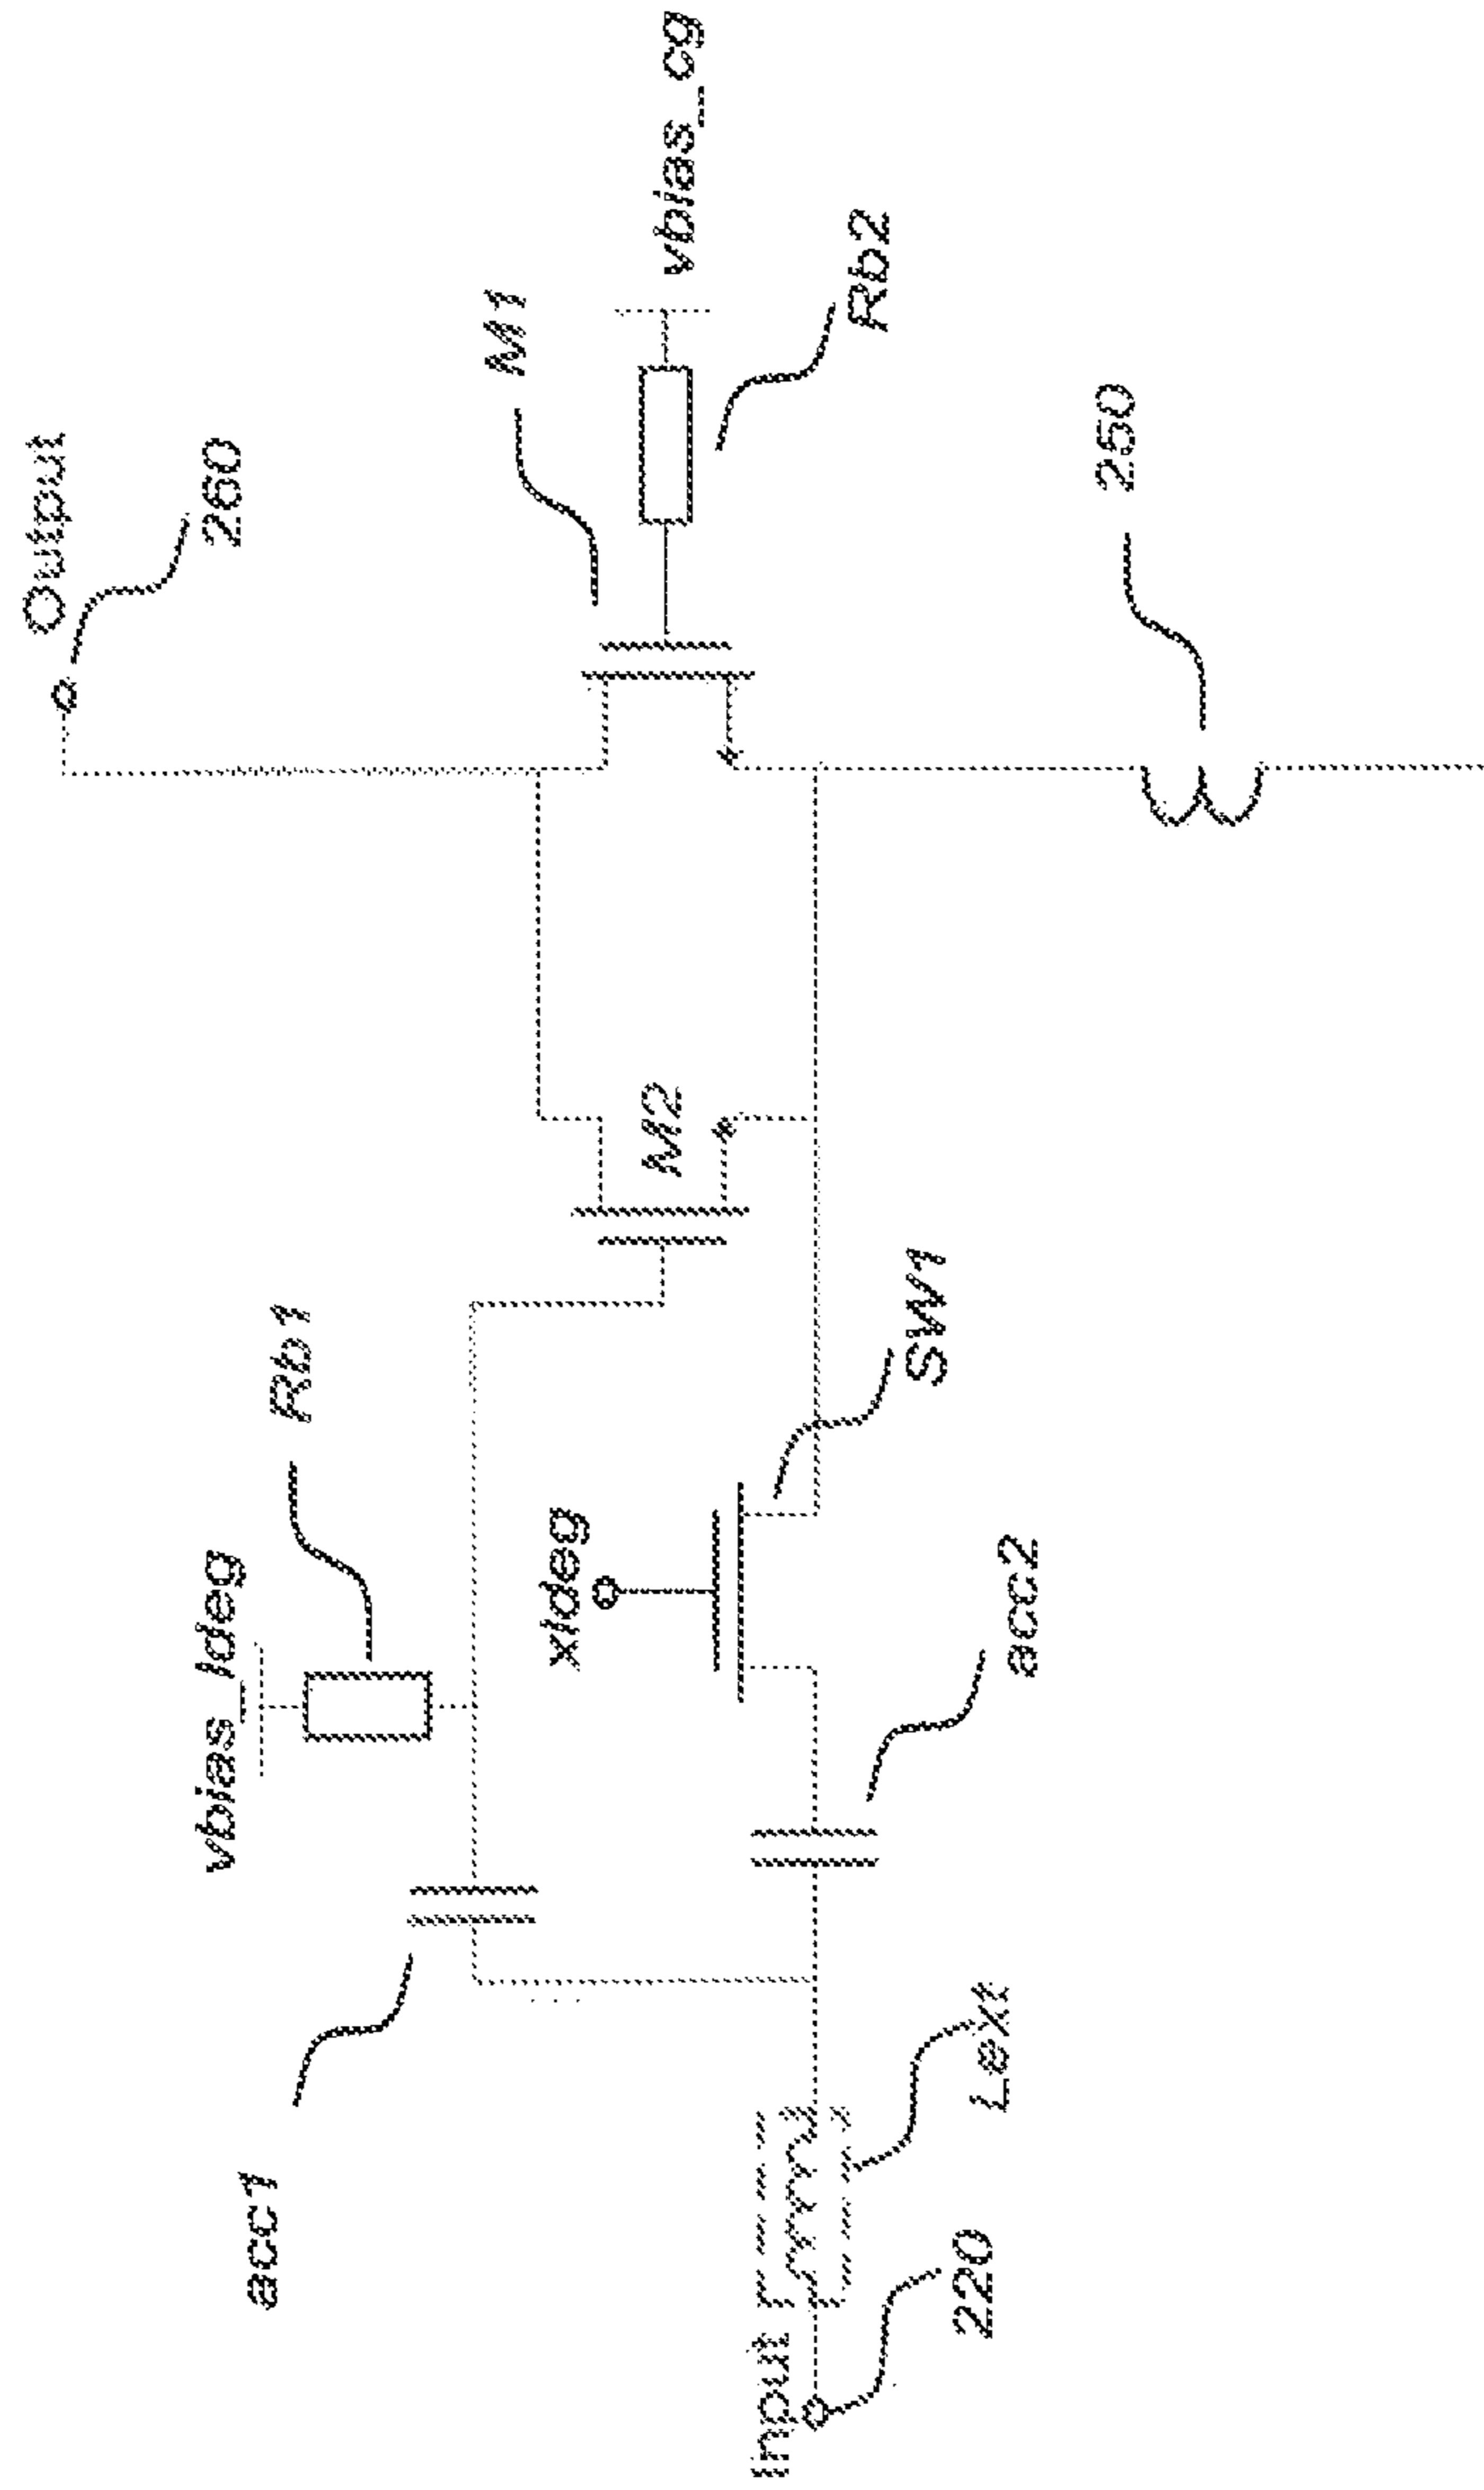 Output
260
M1
vbias_cg
Rb2
250
M2
Rb1
vbias_ldeg
xldeg
SW1
acc2
acc1
Lext
Input
220